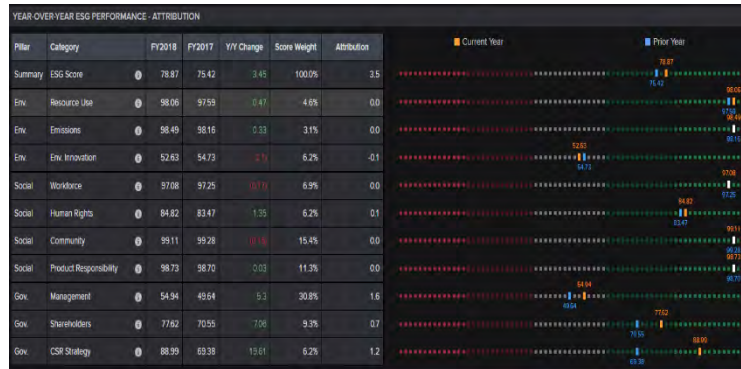 YEAR-OVER-YEAR ESG PERFORMANCE - ATTRIBUTION
Pillar Category FY2018 FY2017 Y/Y Change Score Weight Attribution Current Year Prior Year
Summary ESG Score 78.87 75.42 3.45 100.0% 3.5 78.87 75.42
Env. Resource Use 98.06 97.59 0.47 4.6% 0.0 98.06 97.59
Env. Emissions 98.49 98.16 0.33 3.1% 0.0 98.49 98.16
Env. Env. Innovation 52.63 54.73 6.2% -0.1 52.63 54.73
Social Workforce 97.08 97.25 6.9% 0.0 97.08 97.25
Social Human Rights 84.82 83.47 1.35 6.2% 0.1 84.82 83.47
Social Community 99.11 99.28 15.4% 0.0 99.11 99.28
Social Product Responsibility 98.73 98.70 0.03 11.3% 0.0 98.73 98.70
Gov. Management 54.94 49.64 5.3 30.8% 1.6 54.94 49.64
Gov. Shareholders 77.62 70.55 7.06 9.3% 0.7 77.62 70.55
Gov. CSR Strategy 88.99 69.38 19.61 6.2% 1.2 88.99 69.38